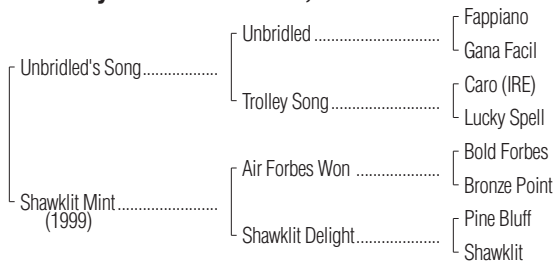 Fappiano
Unbridled ............................
Gana Facil
Unbridled's Song..................
Caro (IRE)
Trolley Song.........................
Lucky Spell
Bold Forbes
Air Forbes Won ....................
Bronze Point
Shawklit Mint........................
(1999)
Pine Bluff
Shawklit Delight....................
Shawklit